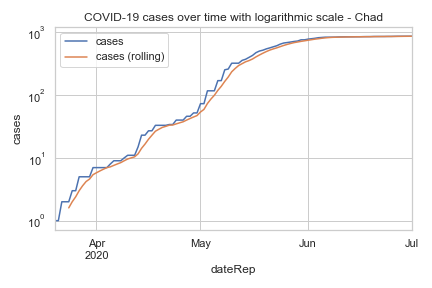 COVID-19 cases over time with logarithmic scale - Chad
cases
cases (rolling)
10³
10²
10¹
10⁰
cases
Apr
2020
May
Jun
Jul
dateRep